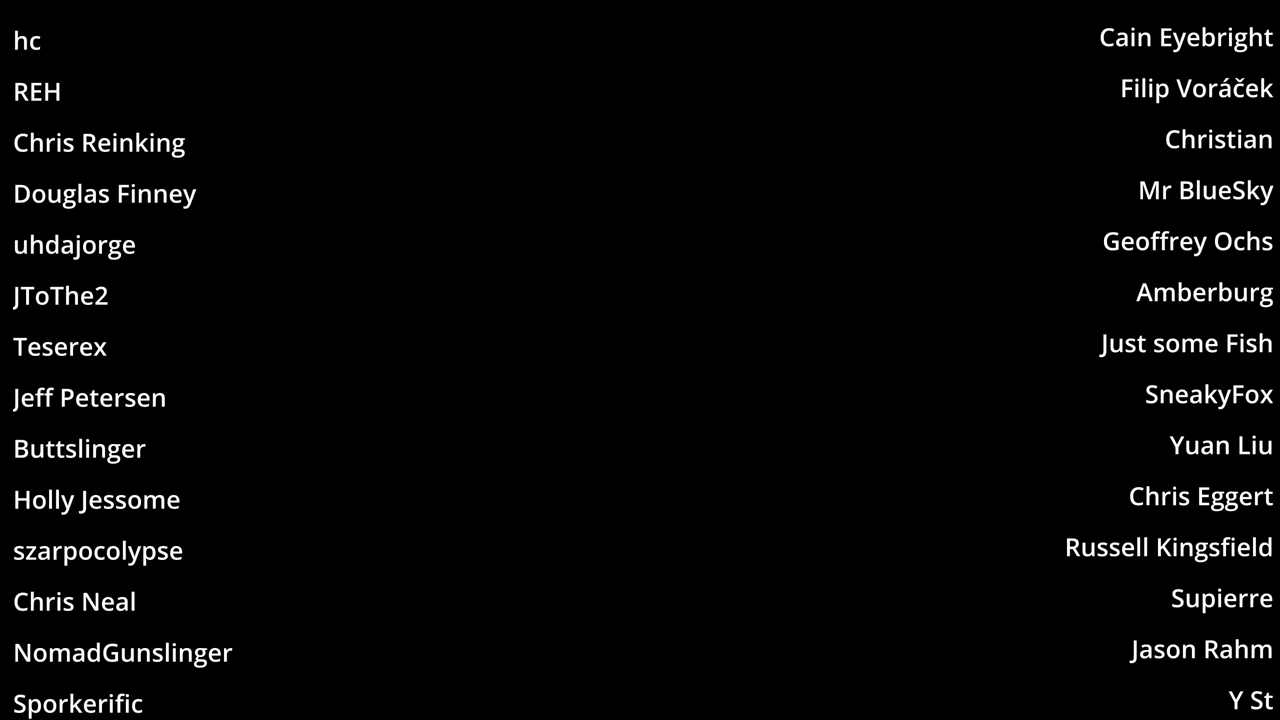 hc
REH
Chris Reinking
Douglas Finney
uhdajorge
JToThe2
Teserex
Jeff Petersen
Buttslinger
Holly Jessome
szarpocolypse
Chris Neal
NomadGunslinger
Sporkerific
Cain Eyebright
Filip Voráček
Christian
Mr BlueSky
Geoffrey Ochs
Amberburg
Just some Fish
SneakyFox
Yuan Liu
Chris Eggert
Russell Kingsfield
Supierre
Jason Rahm
Y St